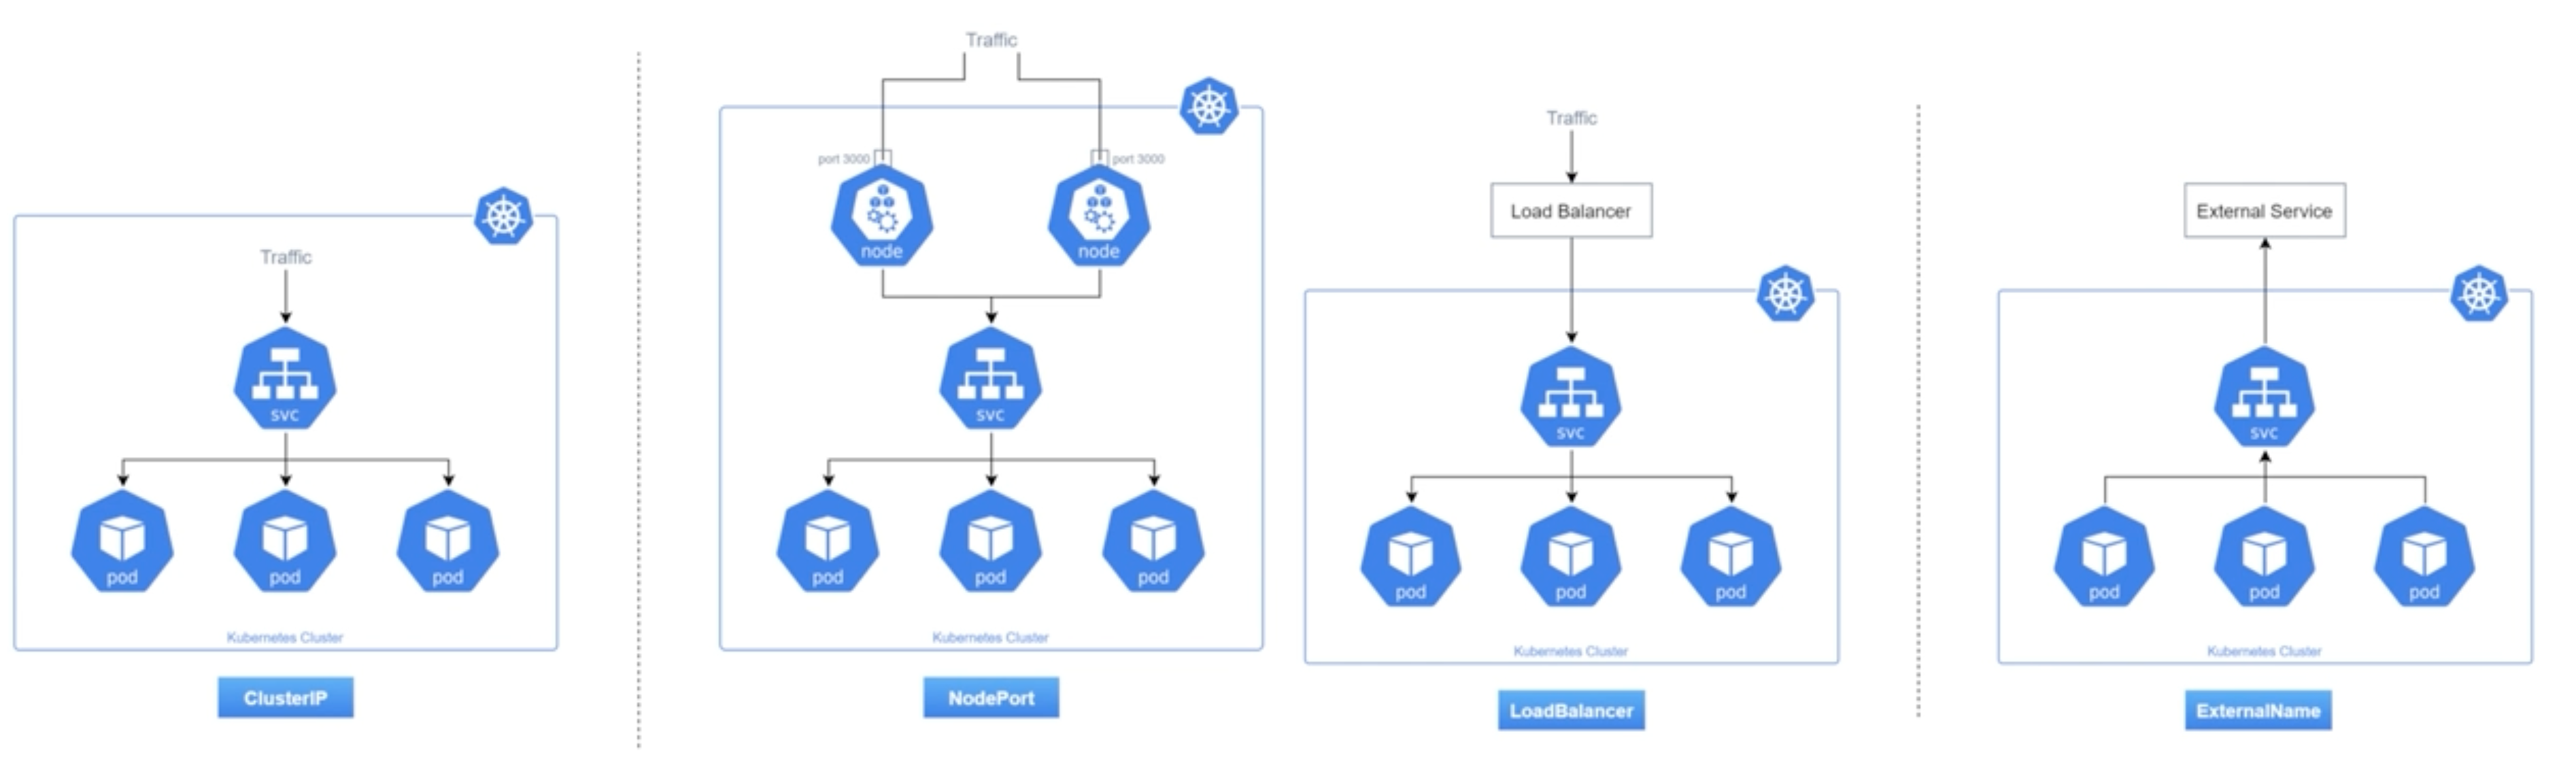 Traffic
svc
pod
pod
pod
Kubernetes Cluster
ClusterIP
Traffic
port 3000
port 3000
node
node
svc
pod
pod
pod
Kubernetes Cluster
NodePort
Traffic
Load Balancer
svc
pod
pod
pod
Kubernetes Cluster
LoadBalancer
External Service
svc
pod
pod
pod
Kubernetes Cluster
ExternalName